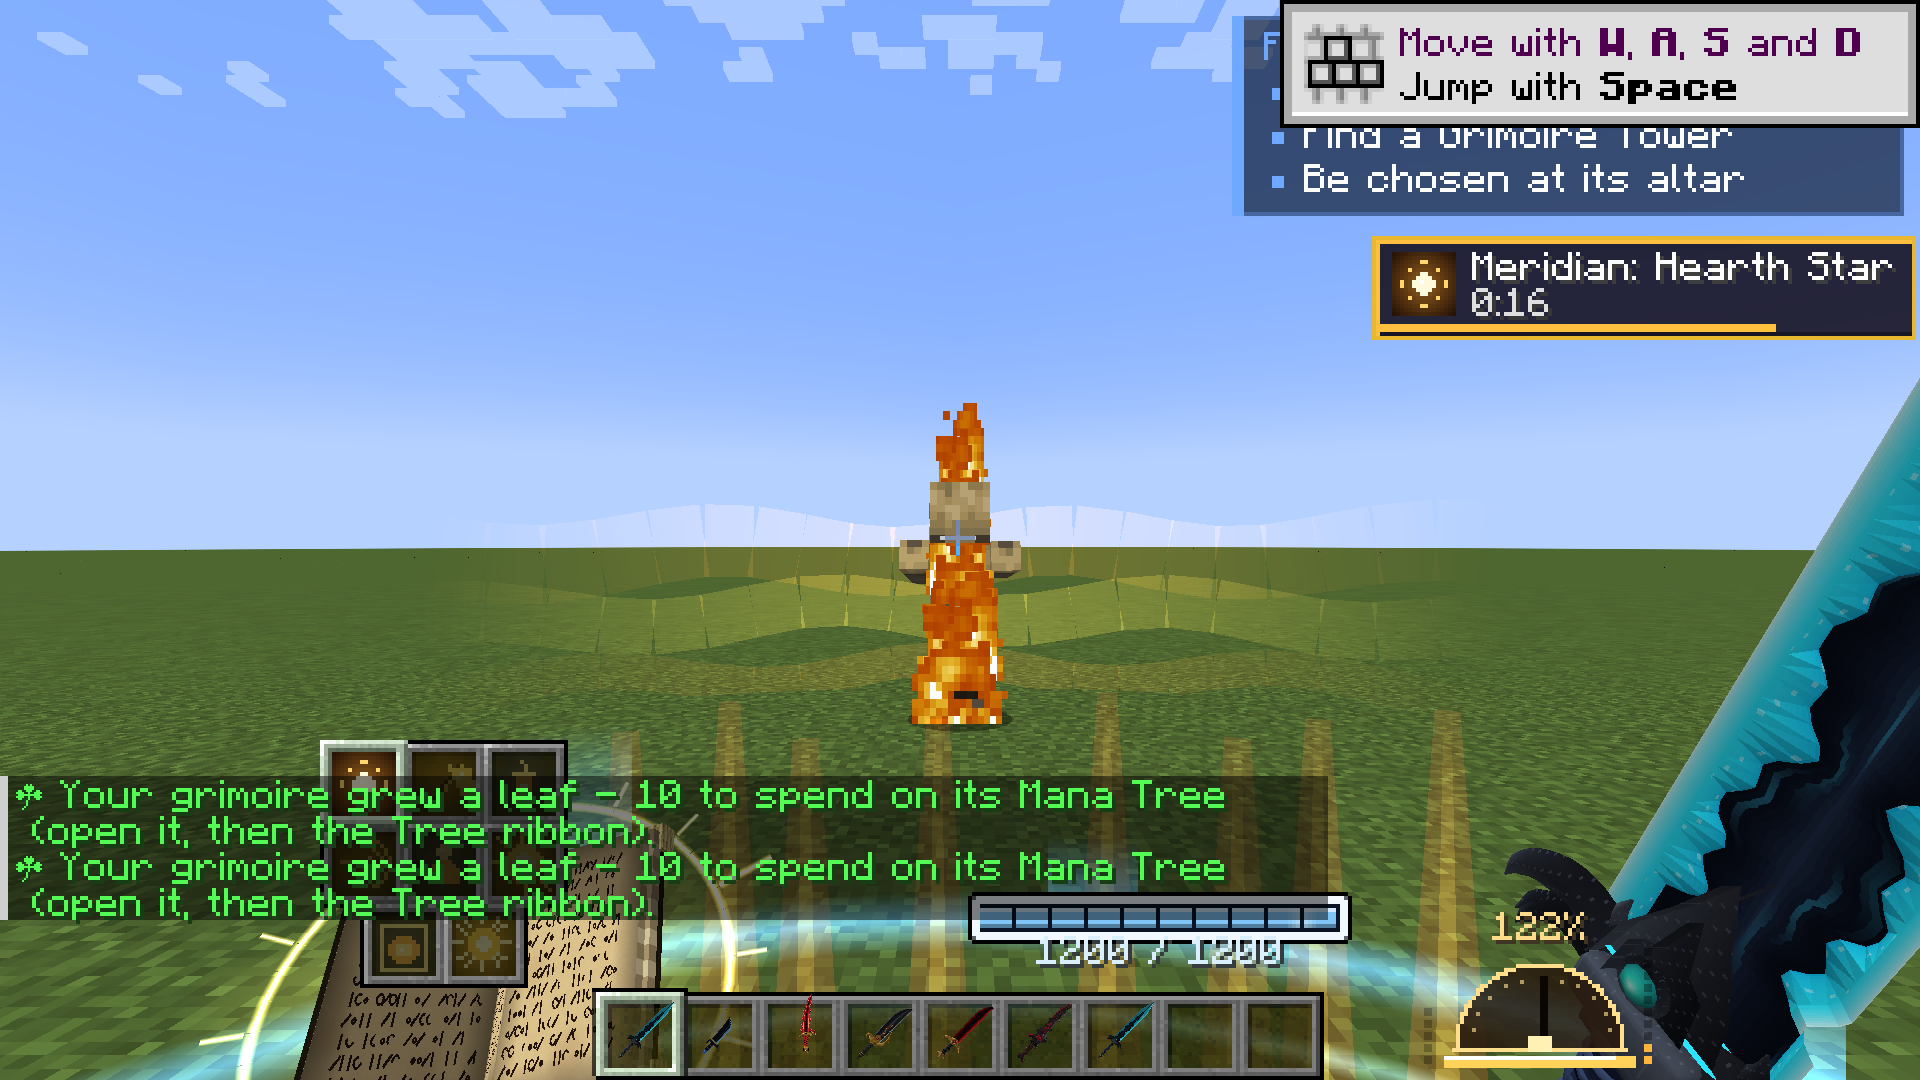 Move with W, A, S and D
Jump with Space
Find a Grimoire Tower
Be chosen at its altar
Meridian: Hearth Star
0:16
☘ Your grimoire grew a leaf – 10 to spend on its Mana Tree
(open it, then the Tree ribbon).
☘ Your grimoire grew a leaf – 10 to spend on its Mana Tree
(open it, then the Tree ribbon).
1200 / 1200
122%